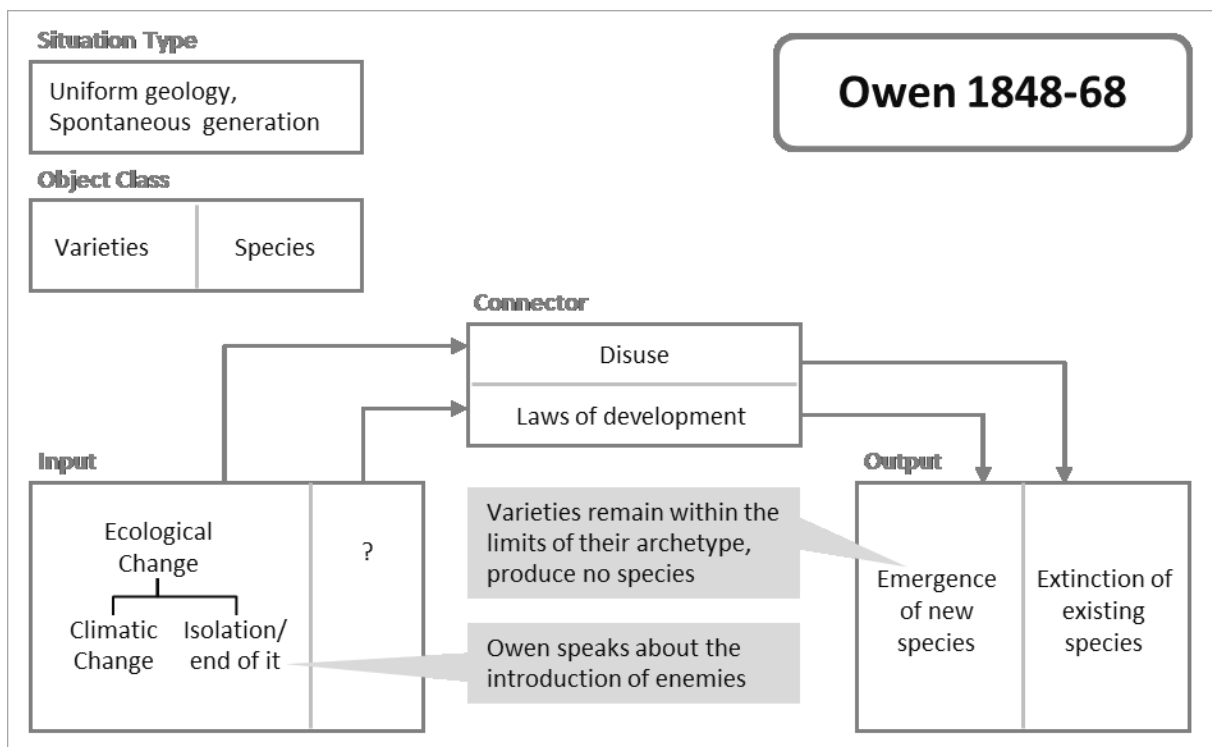 Situation Type
Uniform geology,
Spontaneous generation
Owen 1848-68
Object Class
Varieties
Species
Connector
Disuse
Laws of development
Input
Ecological
Change
Climatic
Change
Isolation/
end of it
?
Varieties remain within the
limits of their archetype,
produce no species
Owen speaks about the
introduction of enemies
Output
Emergence
of new
species
Extinction of
existing
species